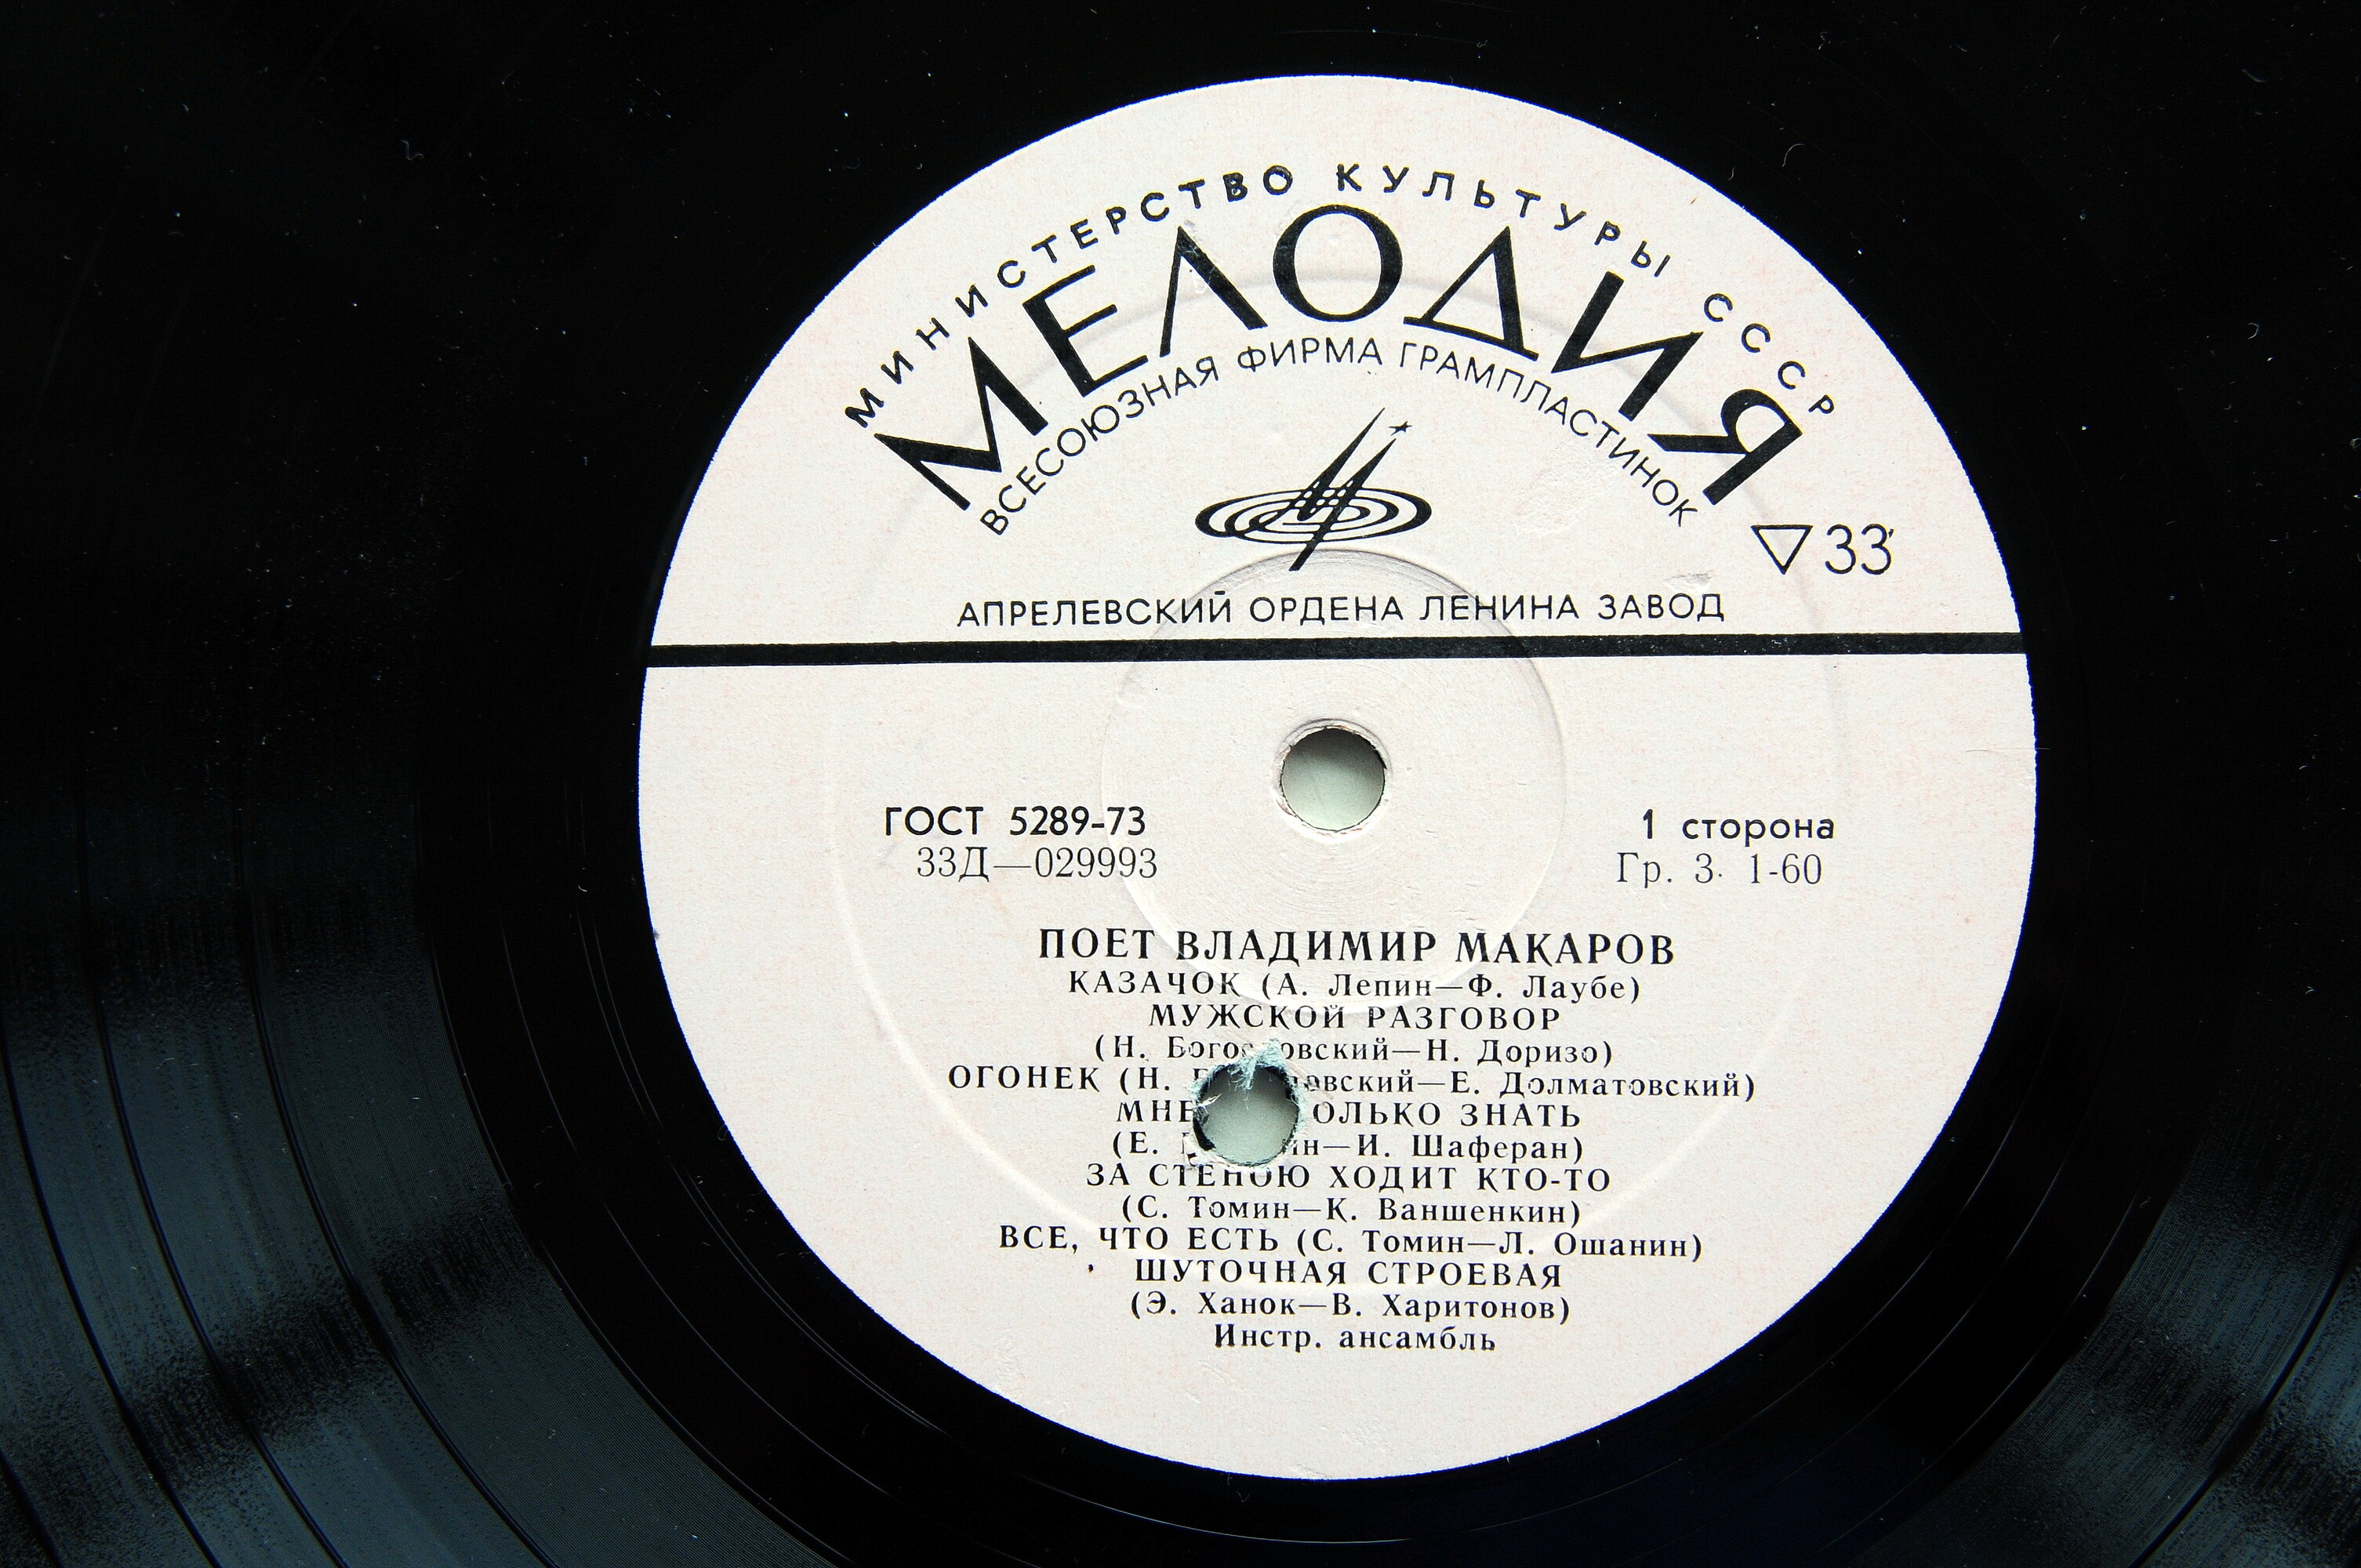 МИНИСТЕРСТВО КУЛЬТУРЫ СССР
МЕЛОДИЯ
ВСЕСОЮЗНАЯ ФИРМА ГРАМПЛАСТИНОК
33
АПРЕЛЕВСКИЙ ОРДЕНА ЛЕНИНА ЗАВОД
ГОСТ 5289-73
1 сторона
33Д—029993
Гр. 3. 1-60
ПОЕТ ВЛАДИМИР МАКАРОВ
КАЗАЧОК (А. Лепин—Ф. Лаубе)
МУЖСКОЙ РАЗГОВОР
(Н. Богословский—Н. Доризо)
ОГОНЕК (Н. —Е. Долматовский)
МНЕ ЗНАТЬ
(Е. —И. Шаферан)
ЗА СТЕНОЮ ХОДИТ КТО-ТО
(С. Томин—К. Ваншенкин)
ВСЕ, ЧТО ЕСТЬ (С. Томин—Л. Ошанин)
ШУТОЧНАЯ СТРОЕВАЯ
(Э. Ханок—В. Харитонов)
Инстр. ансамбль